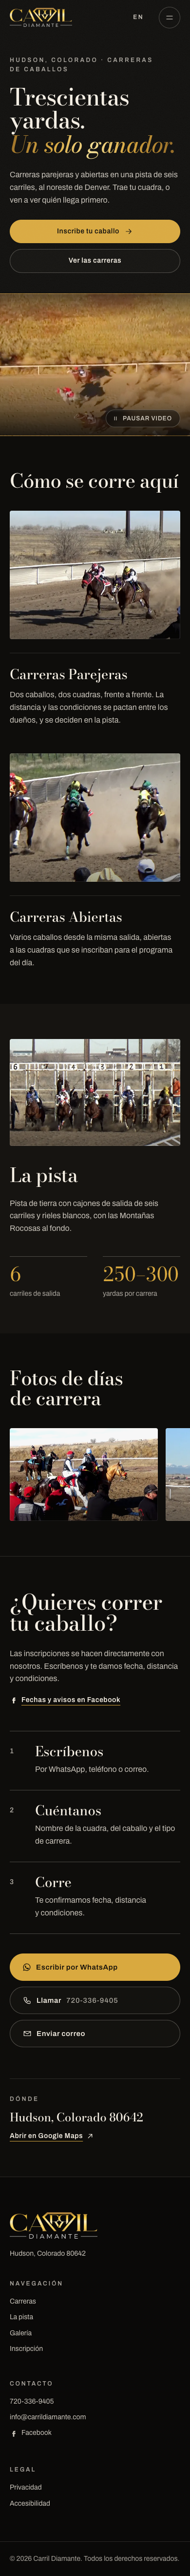 CARRIL
DIAMANTE
EN
HUDSON, COLORADO · CARRERAS
DE CABALLOS
Trescientas
yardas.
Un solo ganador.
Carreras parejeras y abiertas en una pista de seis
carriles, al noreste de Denver. Trae tu cuadra, o
ven a ver quién llega primero.
Inscribe tu caballo
Ver las carreras
PAUSAR VIDEO
Cómo se corre aquí
Carreras Parejeras
Dos caballos, dos cuadras, frente a frente. La
distancia y las condiciones se pactan entre los
dueños, y se deciden en la pista.
Carreras Abiertas
Varios caballos desde la misma salida, abiertas
a las cuadras que se inscriban para el programa
del día.
La pista
Pista de tierra con cajones de salida de seis
carriles y rieles blancos, con las Montañas
Rocosas al fondo.
6
carriles de salida
250–300
yardas por carrera
Fotos de días
de carrera
¿Quieres correr
tu caballo?
Las inscripciones se hacen directamente con
nosotros. Escríbenos y te damos fecha, distancia
y condiciones.
Fechas y avisos en Facebook
1
Escríbenos
Por WhatsApp, teléfono o correo.
2
Cuéntanos
Nombre de la cuadra, del caballo y el tipo
de carrera.
3
Corre
Te confirmamos fecha, distancia
y condiciones.
Escribir por WhatsApp
Llamar 720-336-9405
Enviar correo
DÓNDE
Hudson, Colorado 80642
Abrir en Google Maps
CARRIL
DIAMANTE
Hudson, Colorado 80642
NAVEGACIÓN
Carreras
La pista
Galería
Inscripción
CONTACTO
720-336-9405
info@carrildiamante.com
Facebook
LEGAL
Privacidad
Accesibilidad
© 2026 Carril Diamante. Todos los derechos reservados.